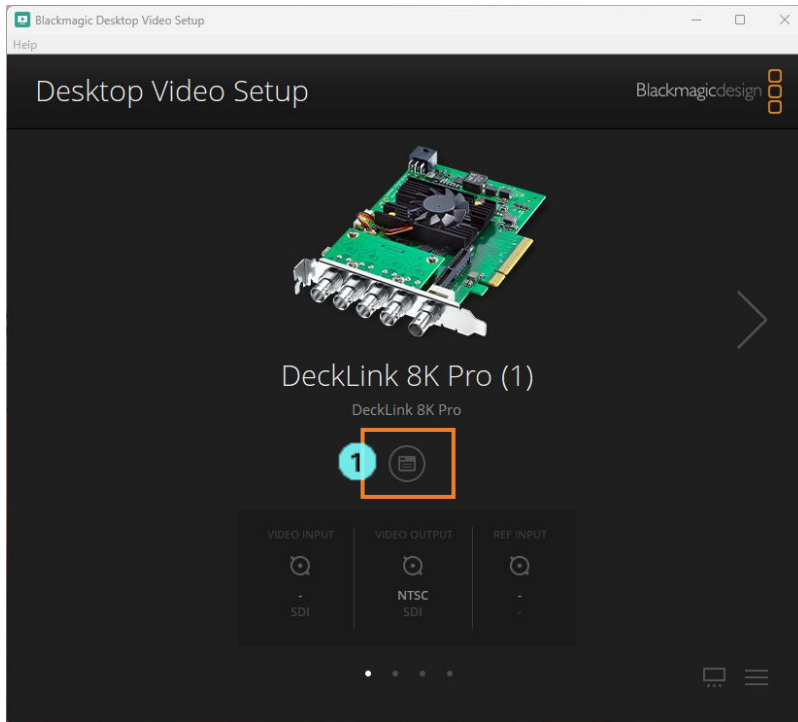 Blackmagic Desktop Video Setup
Help
Desktop Video Setup
Blackmagicdesign
DeckLink 8K Pro (1)
DeckLink 8K Pro
1
VIDEO INPUT VIDEO OUTPUT REF INPUT
- NTSC -
SDI SDI -